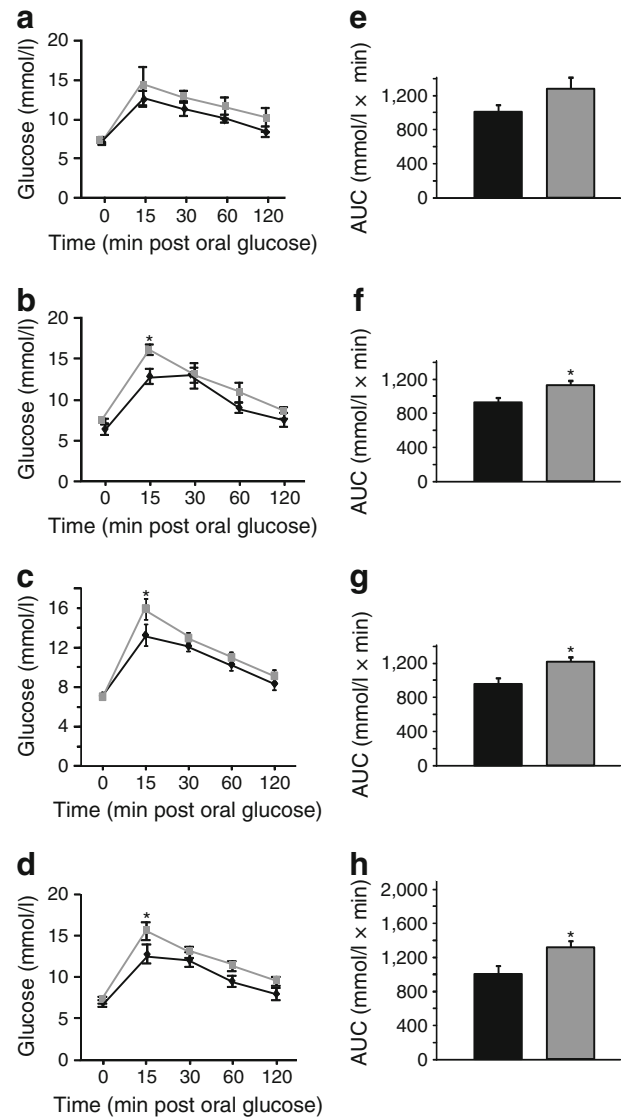 a
Glucose (mmol/l)
20
15
10
5
0
0 15 30 60 120
Time (min post oral glucose)
e
AUC (mmol/l × min)
1,200
800
400
0
b
Glucose (mmol/l)
20
15
10
5
0
*
0 15 30 60 120
Time (min post oral glucose)
f
AUC (mmol/l × min)
1,200
800
400
0
*
c
Glucose (mmol/l)
16
12
8
4
0
*
0 15 30 60 120
Time (min post oral glucose)
g
AUC (mmol/l × min)
1,200
800
400
0
*
d
Glucose (mmol/l)
20
15
10
5
0
*
0 15 30 60 120
Time (min post oral glucose)
h
AUC (mmol/l × min)
2,000
1,600
1,200
800
400
0
*